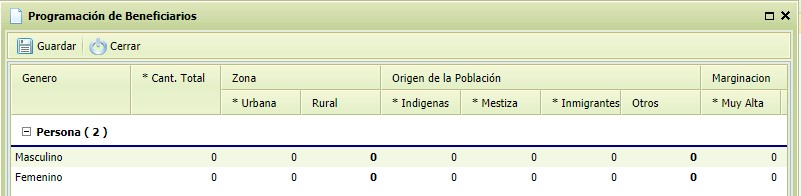 Programación de Beneficiarios
Guardar Cerrar
Genero * Cant. Total Zona Origen de la Población Marginacion
* Urbana Rural * Indigenas * Mestiza * Inmigrantes Otros * Muy Alta
Persona ( 2 )
Masculino 0 0 0 0 0 0 0 0
Femenino 0 0 0 0 0 0 0 0